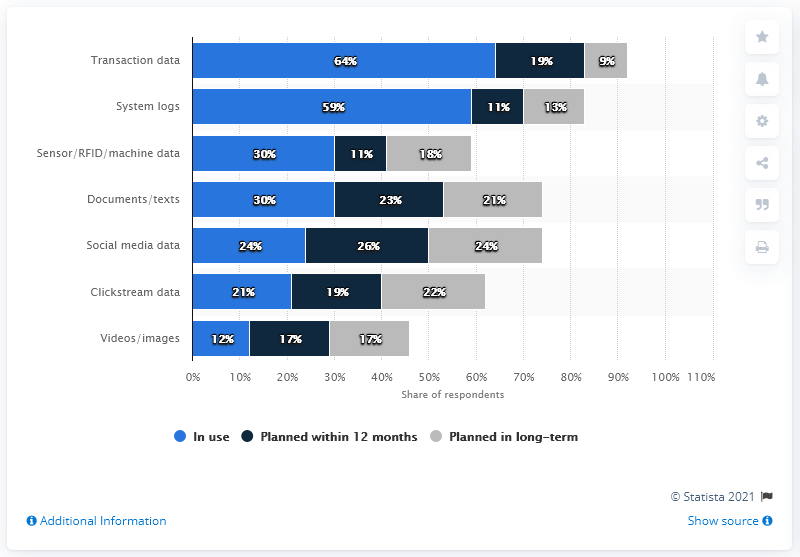 Transaction data 64% 19% 9%
System logs 59% 11% 13%
Sensor/RFID/machine data 30% 11% 18%
Documents/texts 30% 23% 21%
Social media data 24% 26% 24%
Clickstream data 21% 19% 22%
Videos/images 12% 17% 17%
0% 10% 20% 30% 40% 50% 60% 70% 80% 90% 100% 110%
Share of respondents
In use Planned within 12 months Planned in long-term
© Statista 2021
Additional Information Show source